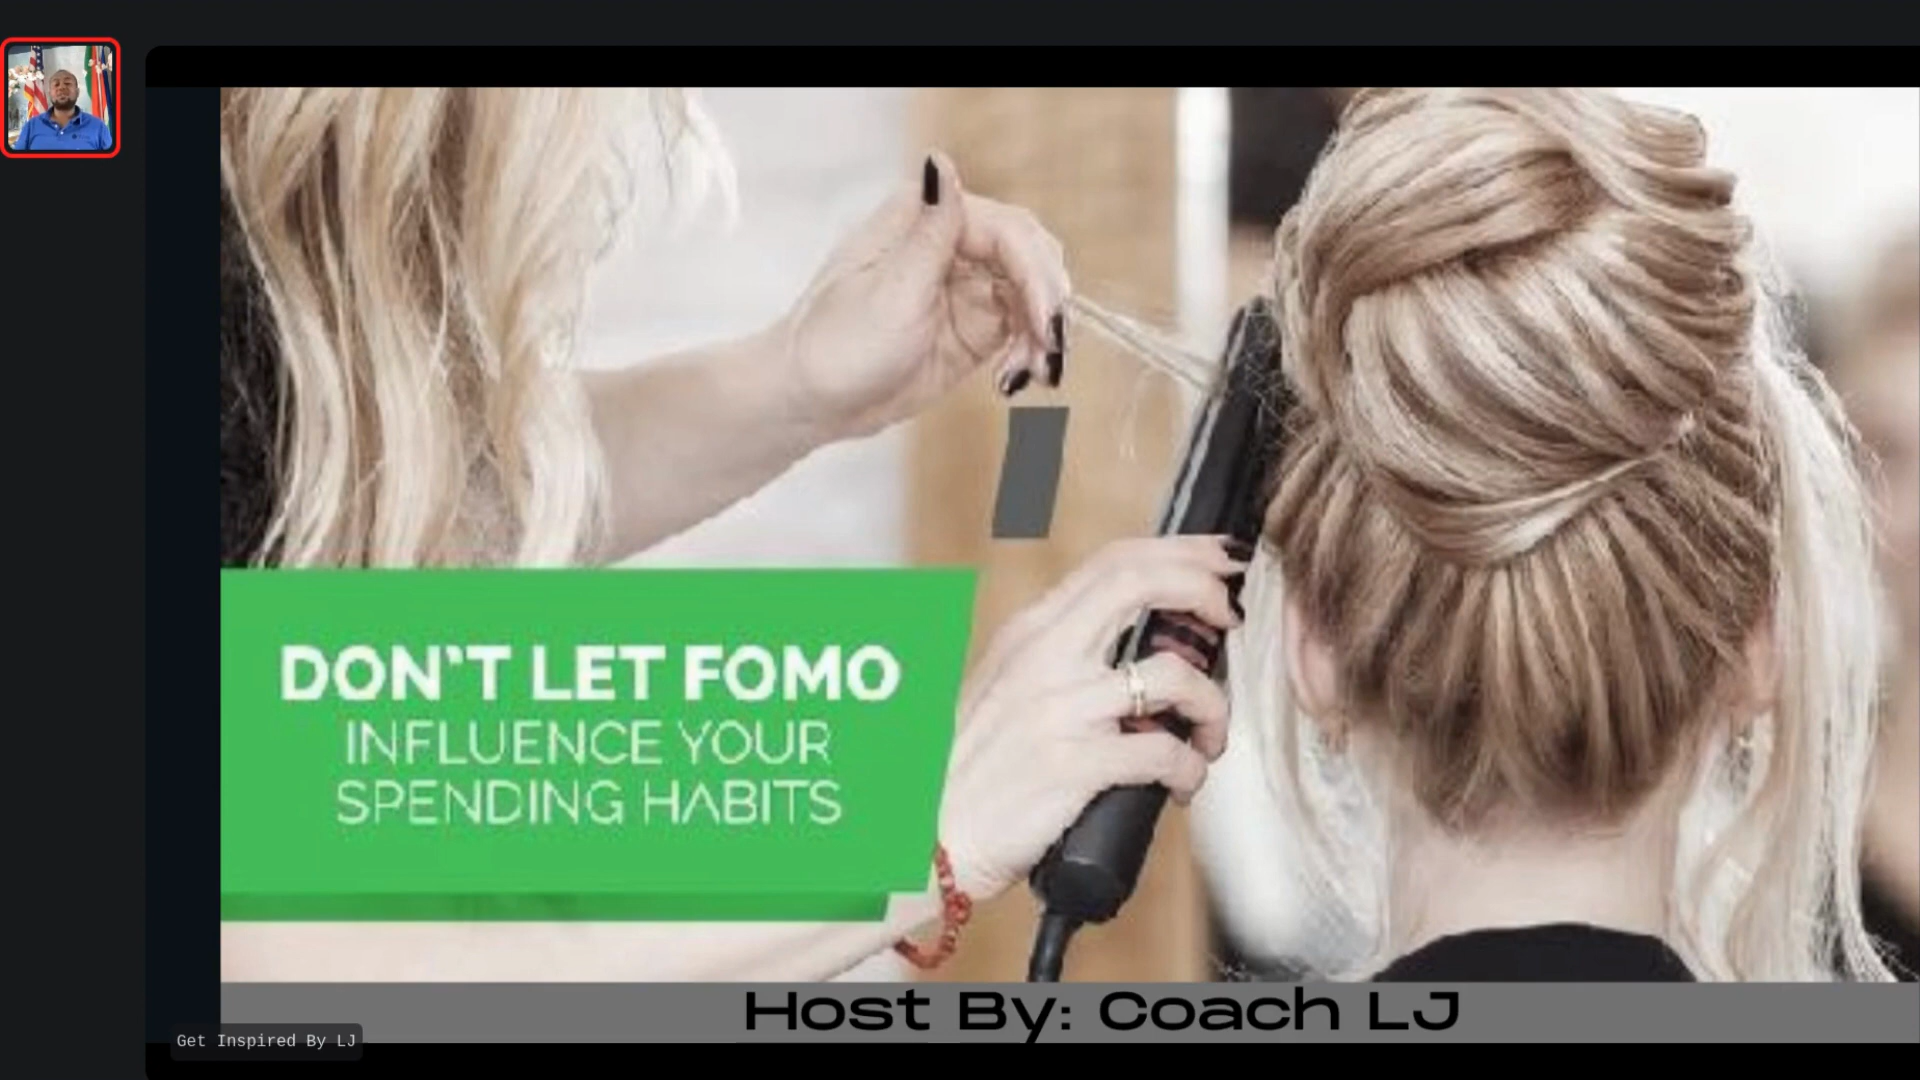 DON'T LET FOMO
INFLUENCE YOUR
SPENDING HABITS
Host By: Coach LJ
Get Inspired By LJ